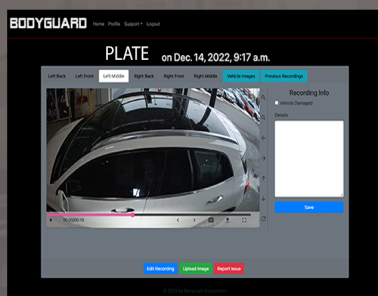 BODYGUARD Home Profile Support Logout
PLATE on Dec. 14, 2022, 9:17 a.m.
Left Back Left Front Left Middle Right Back Right Front Right Middle Vehicle Images Previous Recordings
Recording Info
Vehicle Damaged
Details
Save
Edit Recording Upload Image Report Issue